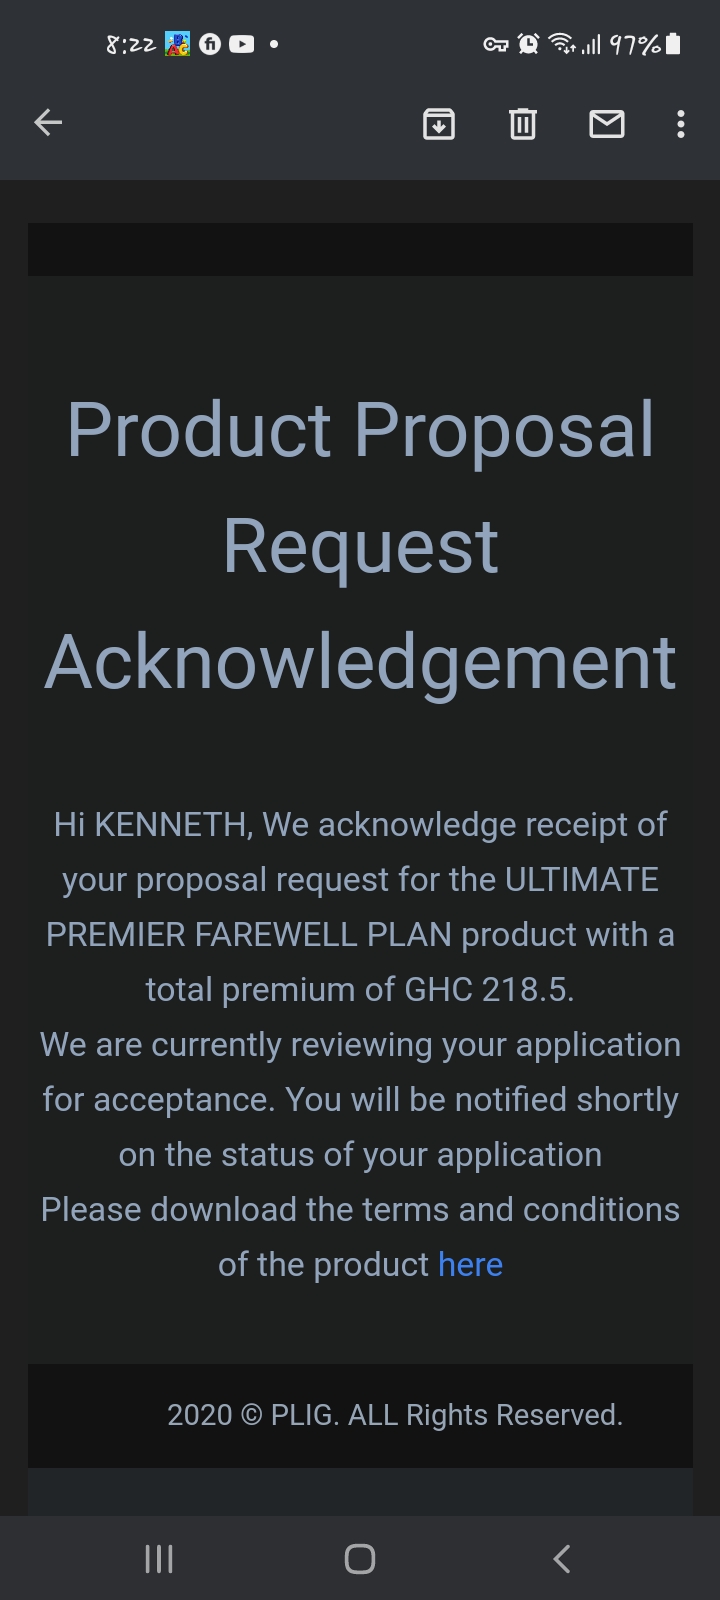 8:22
97%
Product Proposal
Request
Acknowledgement
Hi KENNETH, We acknowledge receipt of
your proposal request for the ULTIMATE
PREMIER FAREWELL PLAN product with a
total premium of GHC 218.5.
We are currently reviewing your application
for acceptance. You will be notified shortly
on the status of your application
Please download the terms and conditions
of the product here
2020 © PLIG. ALL Rights Reserved.